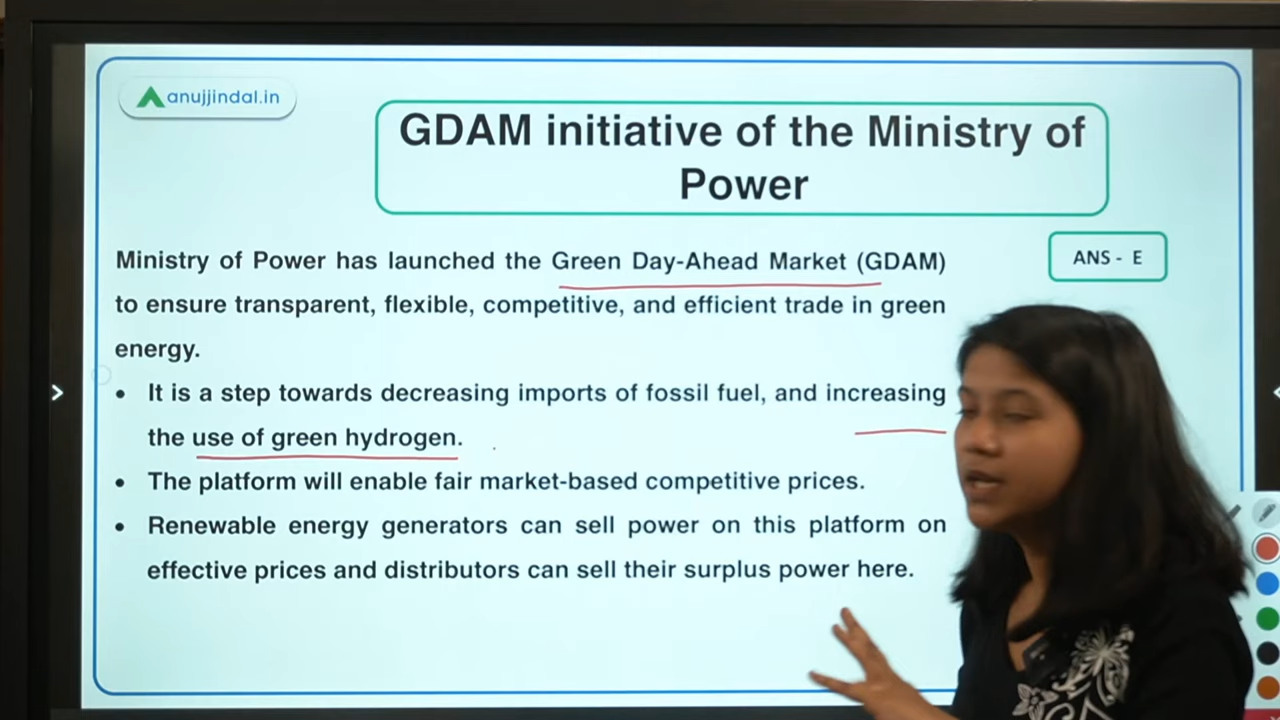 anujjindal.in
GDAM initiative of the Ministry of
Power
Ministry of Power has launched the Green Day-Ahead Market (GDAM)
to ensure transparent, flexible, competitive, and efficient trade in green
energy.
ANS - E
• It is a step towards decreasing imports of fossil fuel, and increasing
the use of green hydrogen.
• The platform will enable fair market-based competitive prices.
• Renewable energy generators can sell power on this platform on
effective prices and distributors can sell their surplus power here.